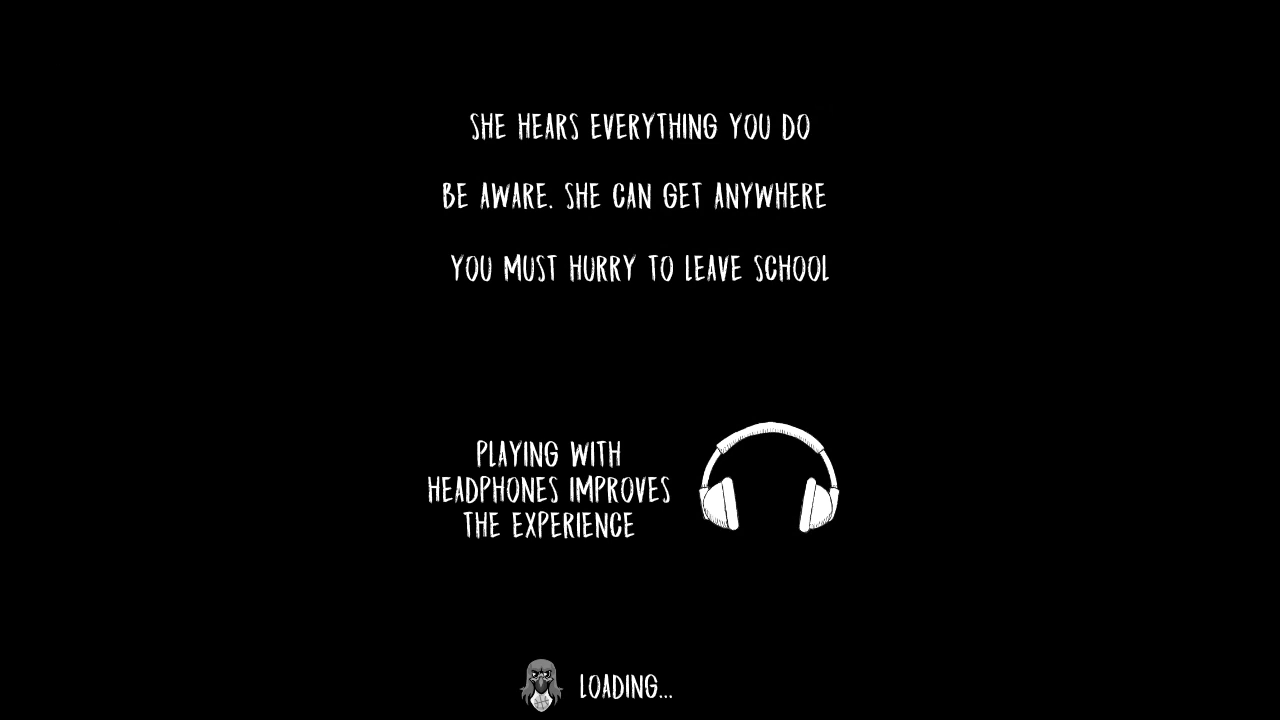 SHE HEARS EVERYTHING YOU DO
BE AWARE. SHE CAN GET ANYWHERE
YOU MUST HURRY TO LEAVE SCHOOL
PLAYING WITH
HEADPHONES IMPROVES
THE EXPERIENCE
LOADING...